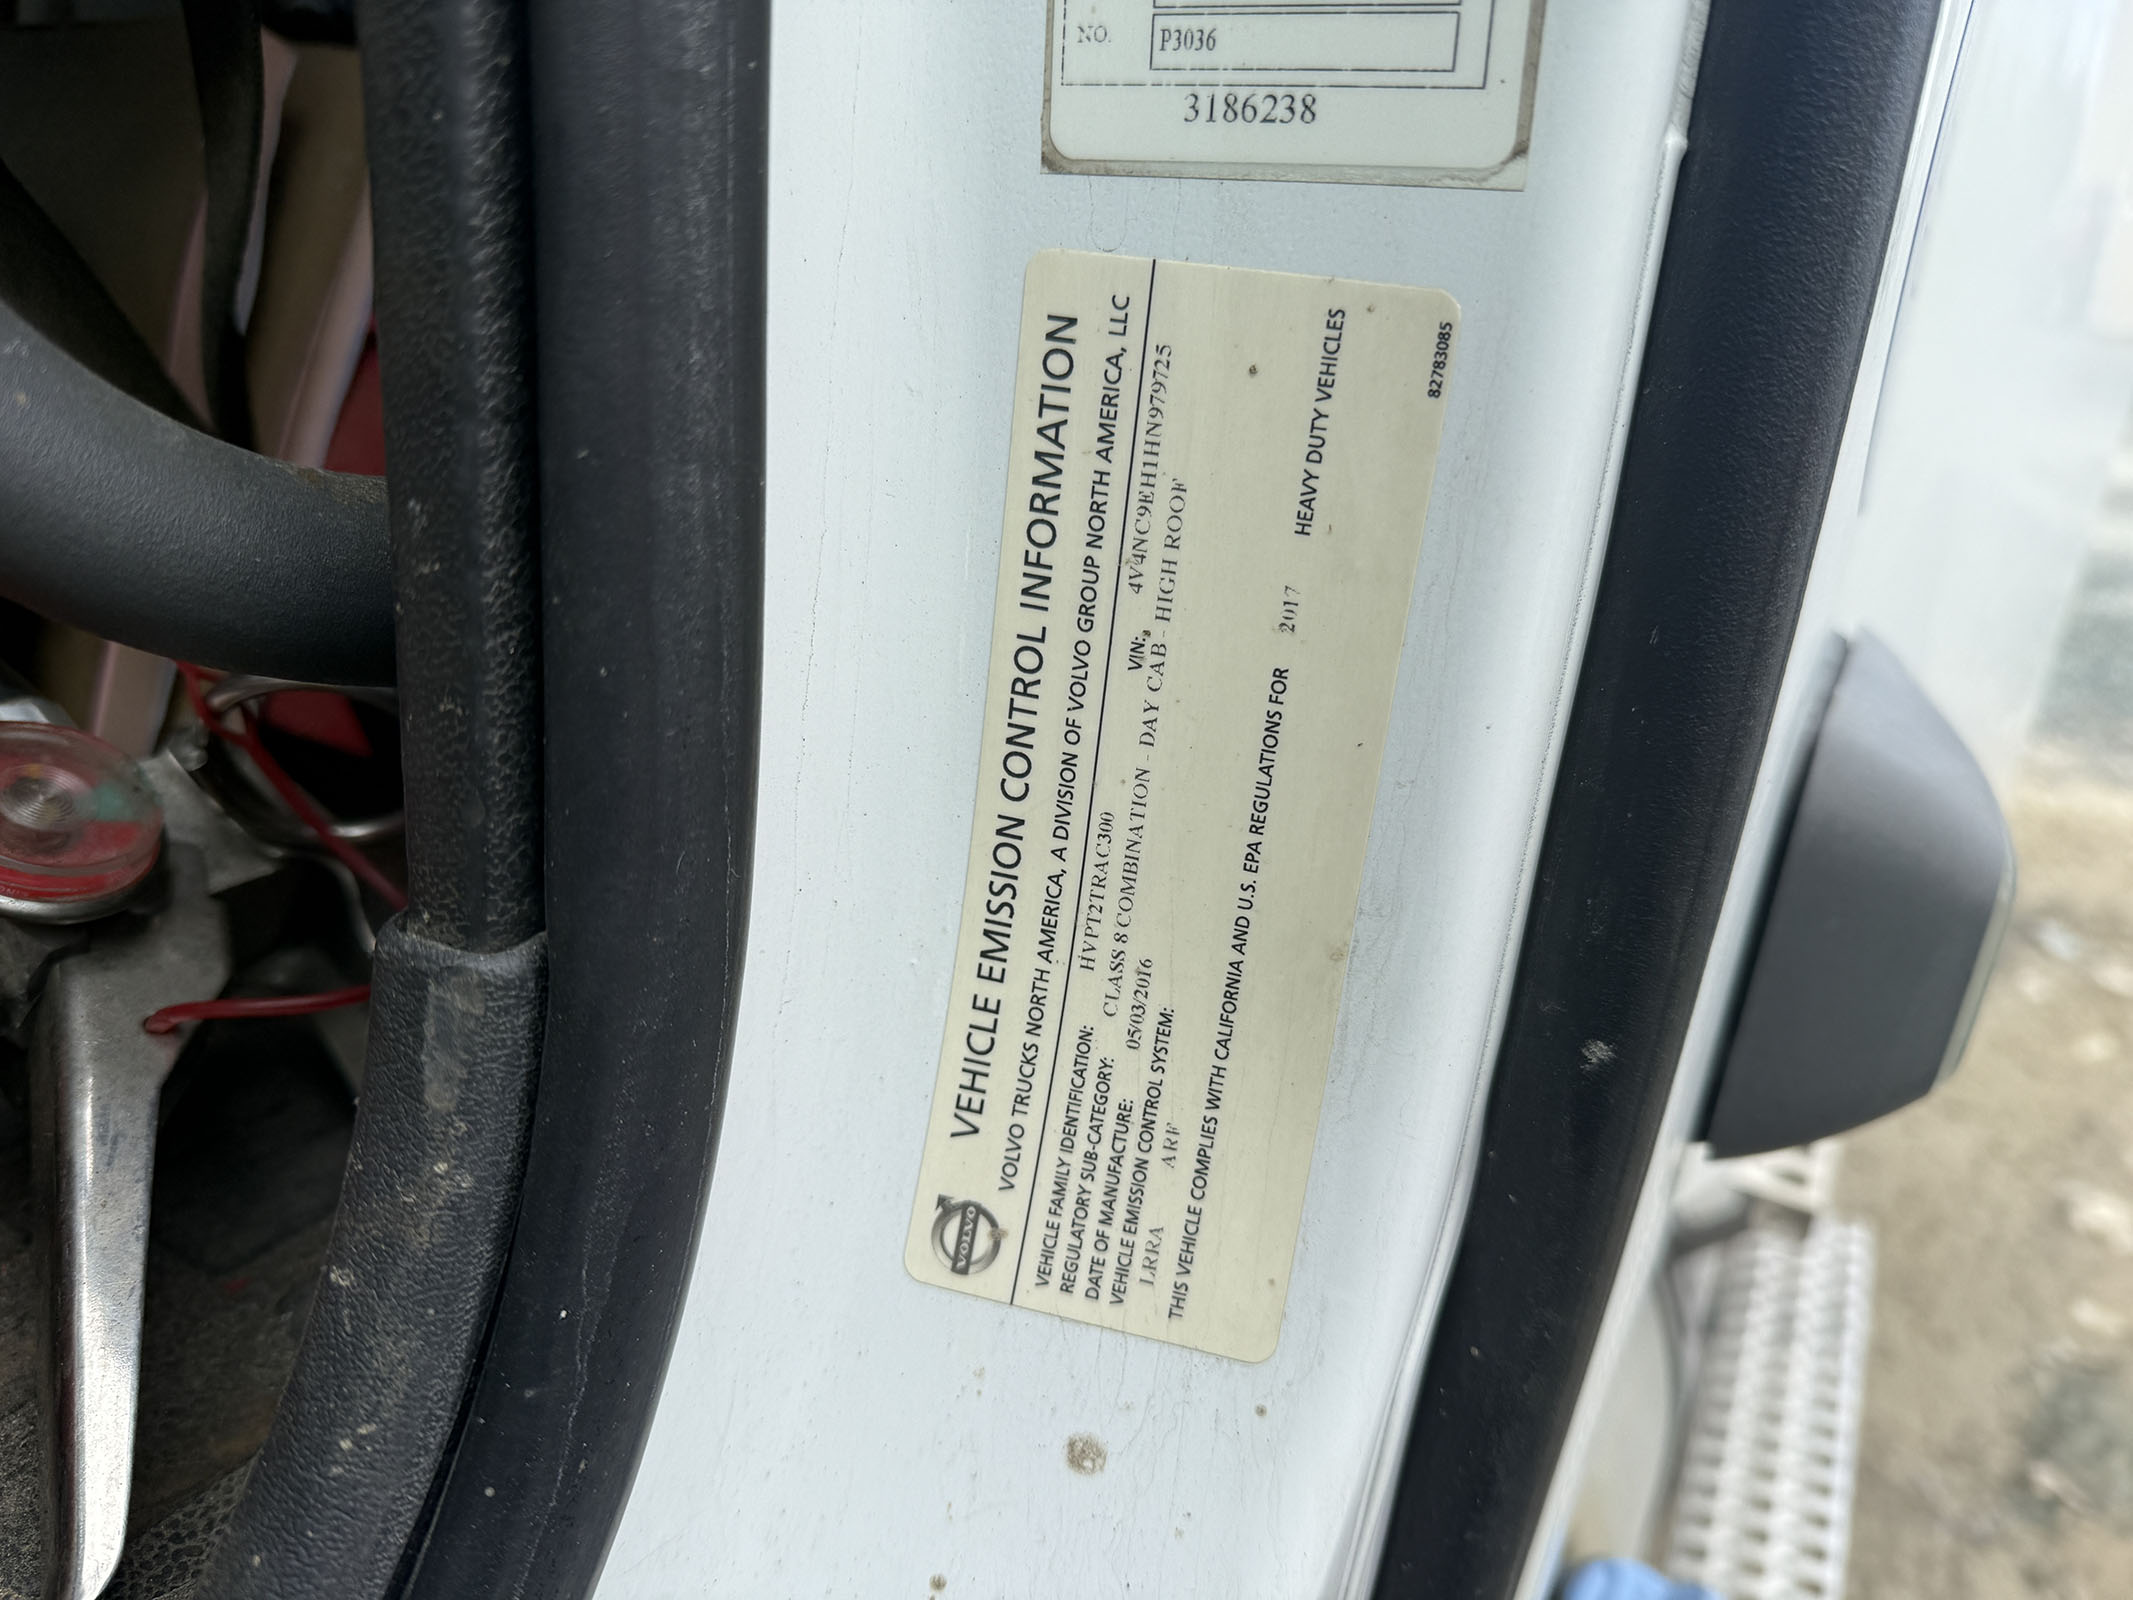 NO. P3036
3186238
VOLVO
VEHICLE EMISSION CONTROL INFORMATION
VOLVO TRUCKS NORTH AMERICA, A DIVISION OF VOLVO GROUP NORTH AMERICA, LLC
VEHICLE FAMILY IDENTIFICATION: HVPT2TRAC300 VIN: 4V4NC9EH1HN979725
REGULATORY SUB-CATEGORY: CLASS 8 COMBINATION - DAY CAB - HIGH ROOF
DATE OF MANUFACTURE: 05/03/2016
VEHICLE EMISSION CONTROL SYSTEM:
LRRA ARF
THIS VEHICLE COMPLIES WITH CALIFORNIA AND U.S. EPA REGULATIONS FOR 2017 HEAVY DUTY VEHICLES
82783085